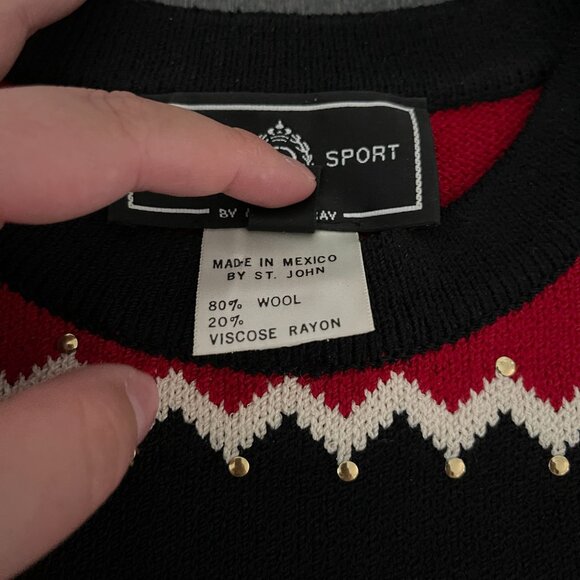 SPORT
BY
MADE IN MEXICO
BY ST. JOHN
80% WOOL
20%
VISCOSE RAYON